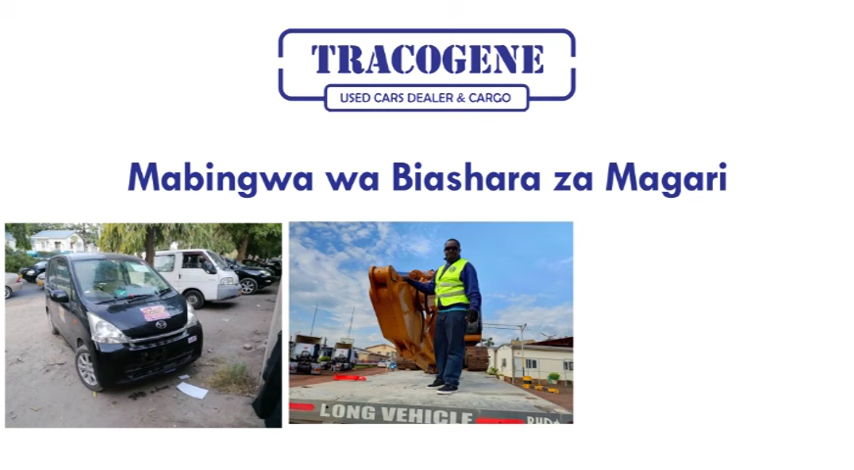 TRACOGENE
USED CARS DEALER & CARGO
Mabingwa wa Biashara za Magari
LONG VEHICLE